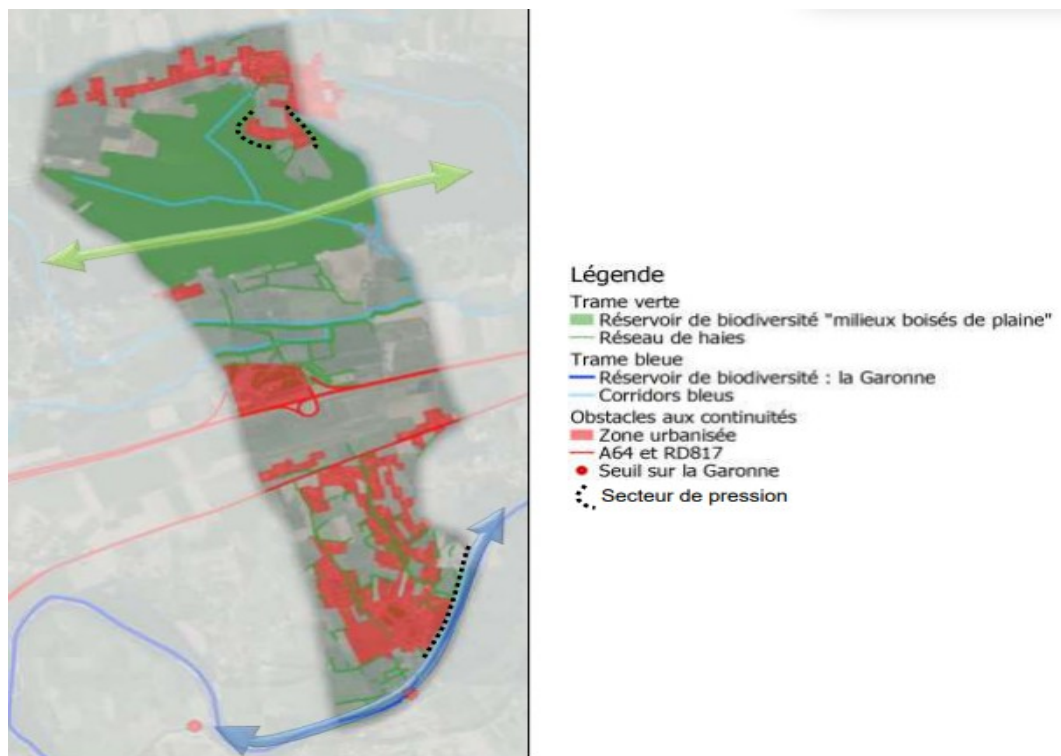 Légende
Trame verte
Réservoir de biodiversité "milieux boisés de plaine"
Réseau de haies
Trame bleue
Réservoir de biodiversité : la Garonne
Corridors bleus
Obstacles aux continuités
Zone urbanisée
A64 et RD817
Seuil sur la Garonne
Secteur de pression